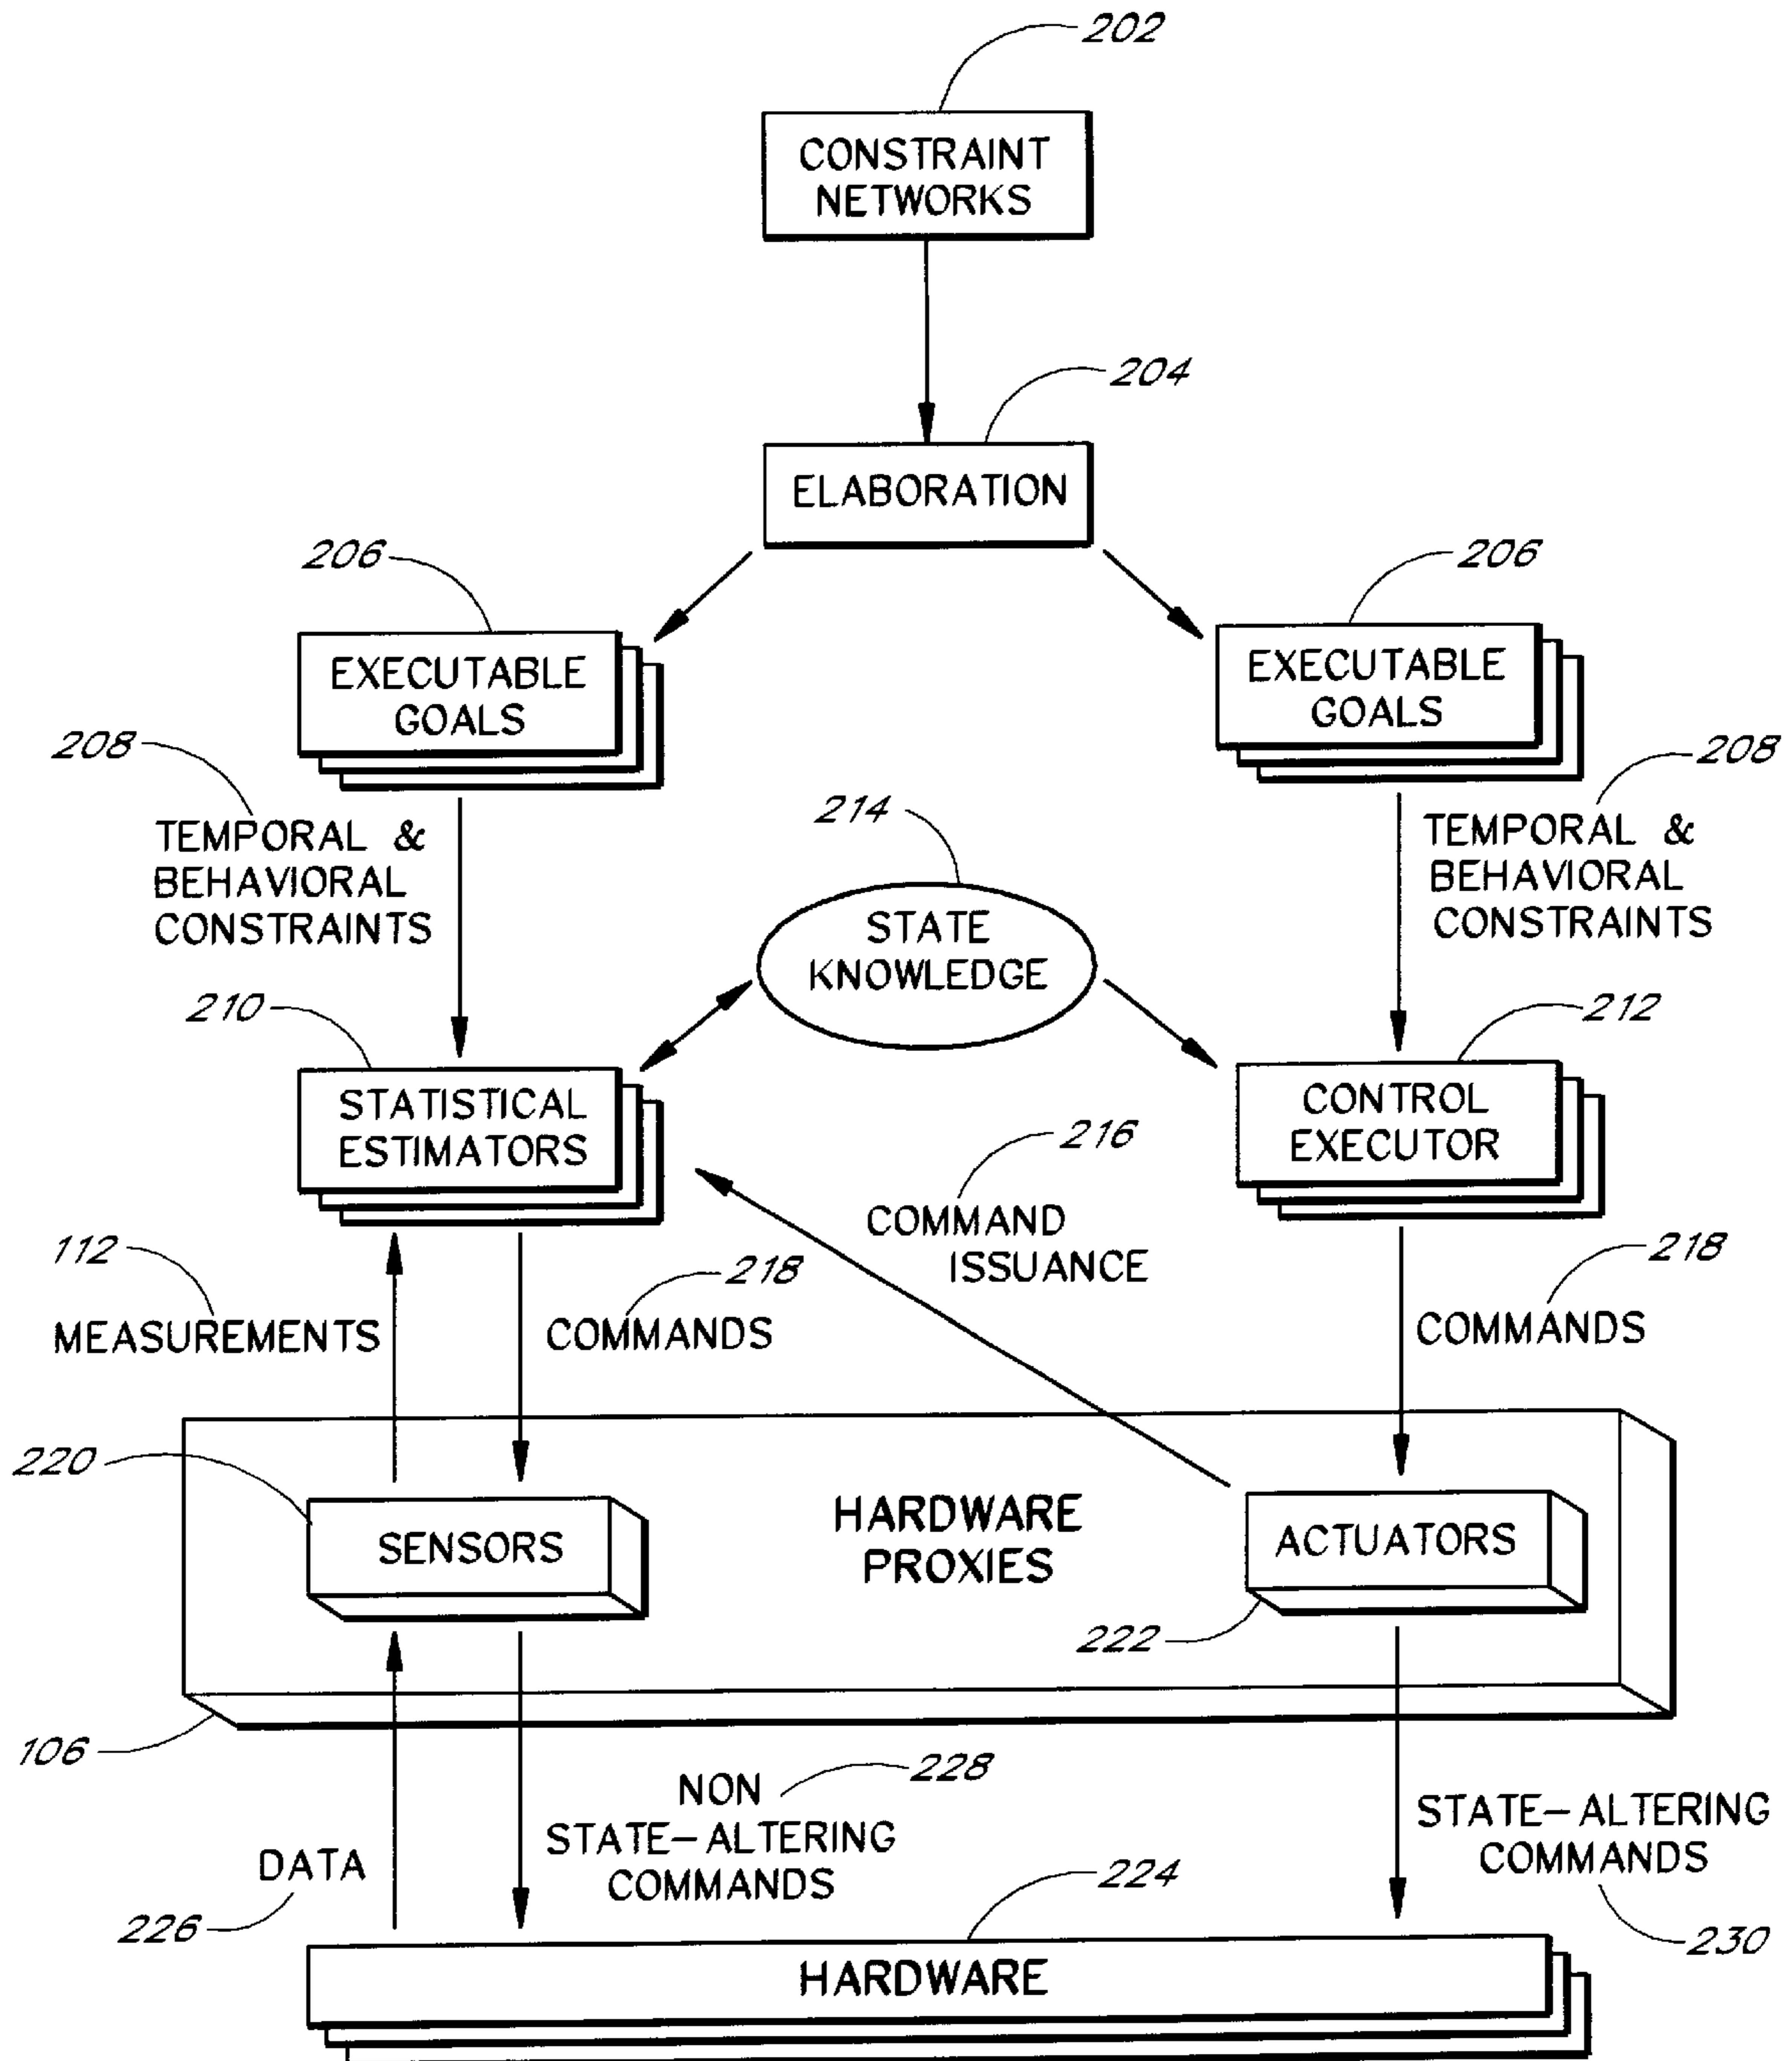 202
CONSTRAINT
NETWORKS
204
ELABORATION
206
206
EXECUTABLE
GOALS
EXECUTABLE
GOALS
208
TEMPORAL &
BEHAVIORAL
CONSTRAINTS
208
TEMPORAL &
BEHAVIORAL
CONSTRAINTS
214
STATE
KNOWLEDGE
210
STATISTICAL
ESTIMATORS
212
CONTROL
EXECUTOR
216
COMMAND
ISSUANCE
112
MEASUREMENTS
218
COMMANDS
218
COMMANDS
220
SENSORS
HARDWARE
PROXIES
ACTUATORS
222
106
228
NON
STATE-ALTERING
COMMANDS
STATE-ALTERING
COMMANDS
DATA
226
224
230
HARDWARE